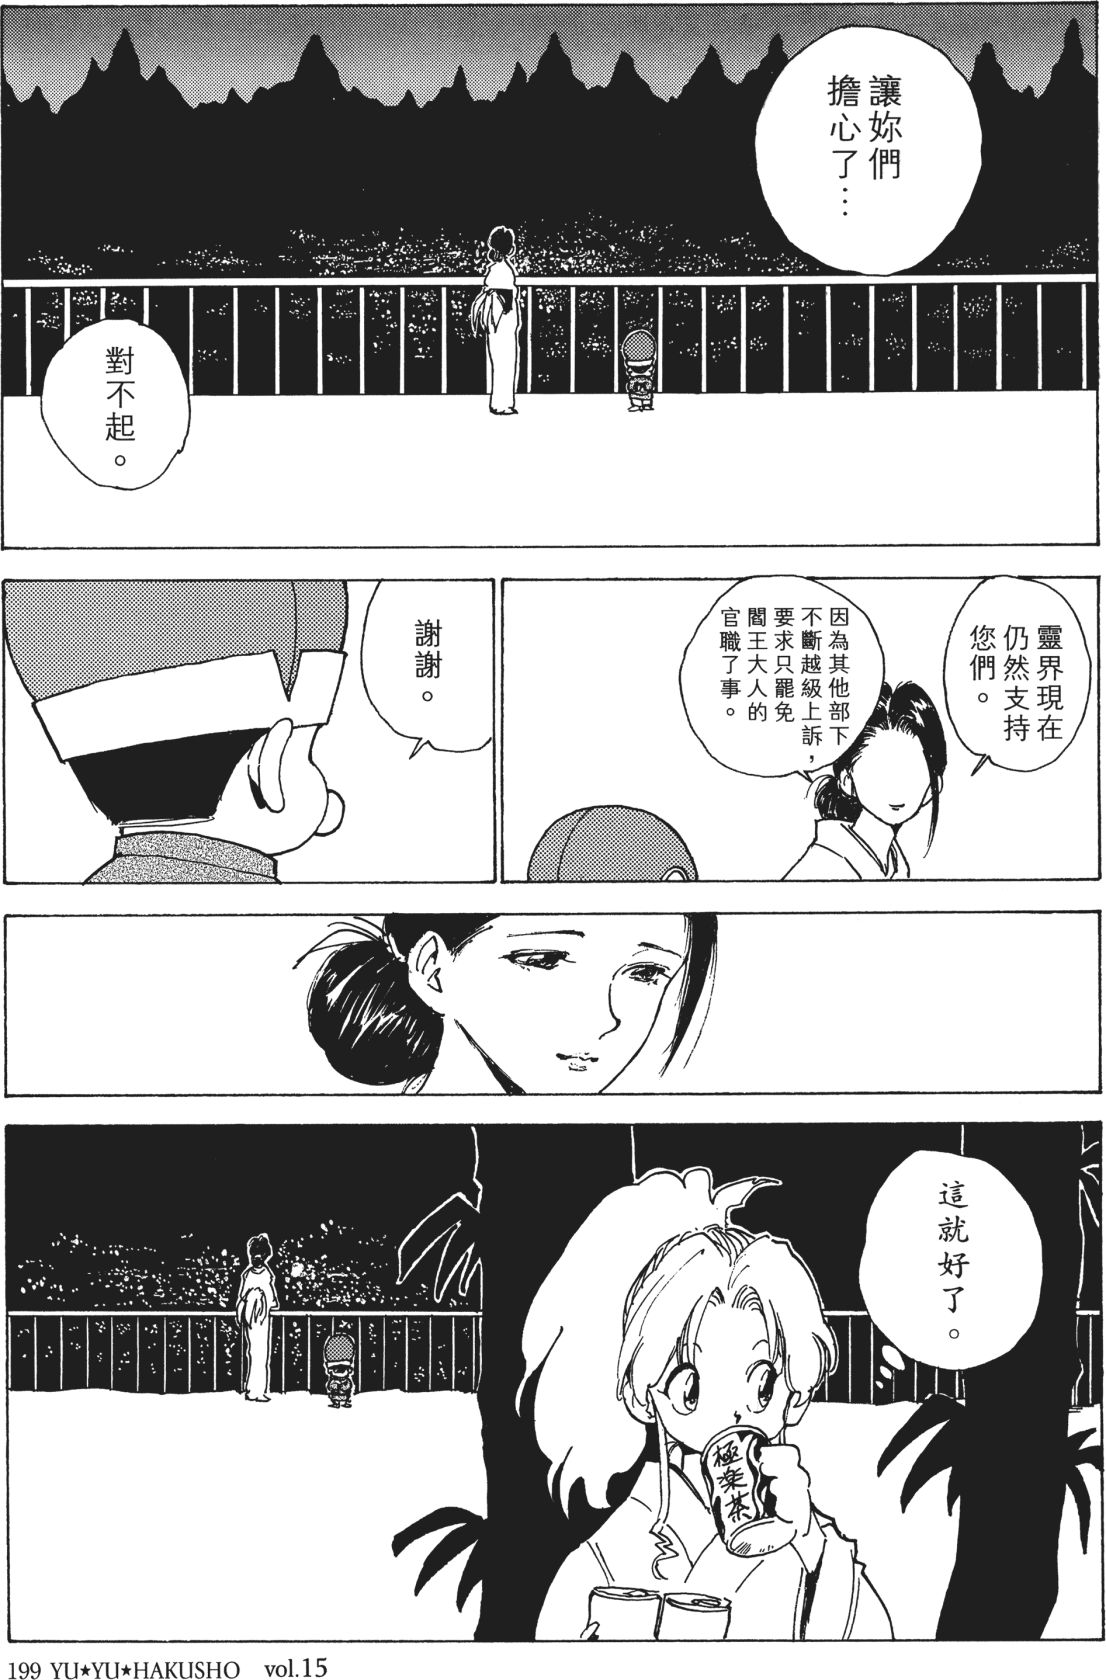 讓妳們
擔心了…
對不起。
靈界現在
仍然支持
您們。
因為其他部下
不斷越級上訴，
要求只罷免
閻王大人的
官職了事。
謝謝。
這就好了。
極楽茶
199 YU★YU★HAKUSHO vol.15